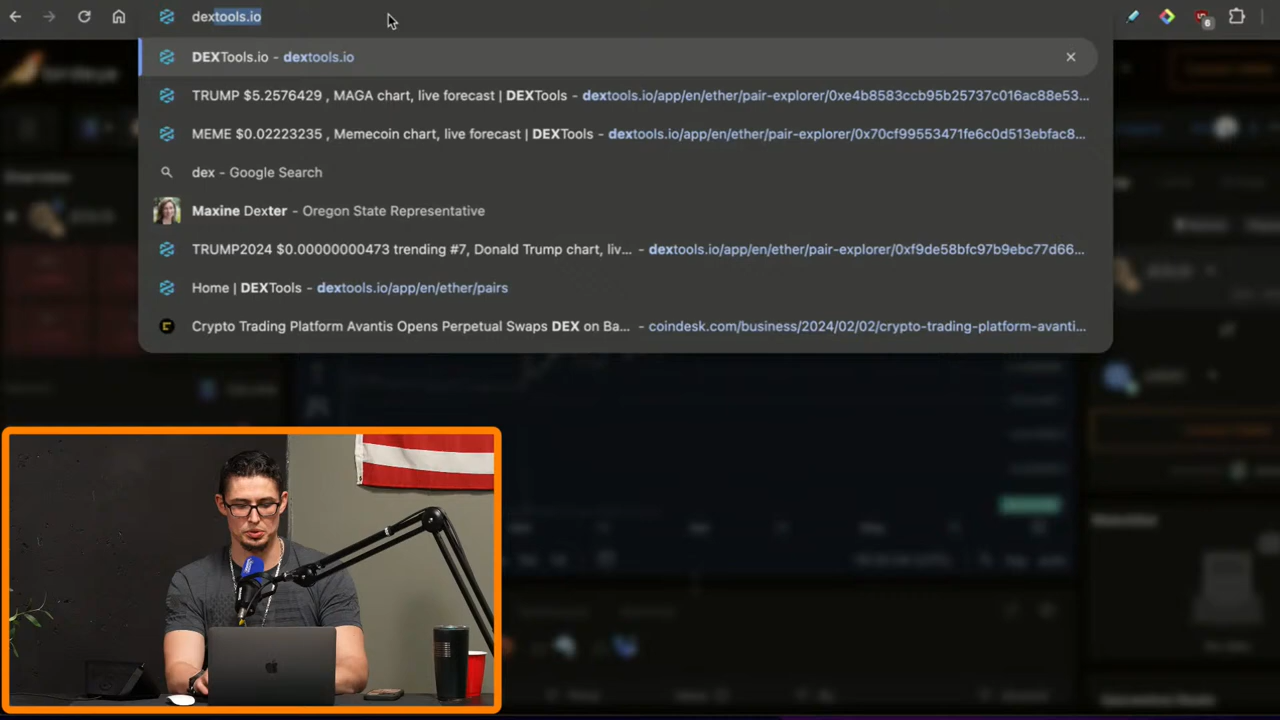 dextools.io
DEXTools.io - dextools.io
TRUMP $5.2576429 , MAGA chart, live forecast | DEXTools - dextools.io/app/en/ether/pair-explorer/0xe4b8583ccb95b25737c016ac88e53...
MEME $0.02223235 , Memecoin chart, live forecast | DEXTools - dextools.io/app/en/ether/pair-explorer/0x70cf99553471fe6c0d513ebfac8...
dex - Google Search
Maxine Dexter - Oregon State Representative
TRUMP2024 $0.00000000473 trending #7, Donald Trump chart, liv... - dextools.io/app/en/ether/pair-explorer/0xf9de58bfc97b9ebc77d66...
Home | DEXTools - dextools.io/app/en/ether/pairs
Crypto Trading Platform Avantis Opens Perpetual Swaps DEX on Ba... - coindesk.com/business/2024/02/02/crypto-trading-platform-avanti...
6